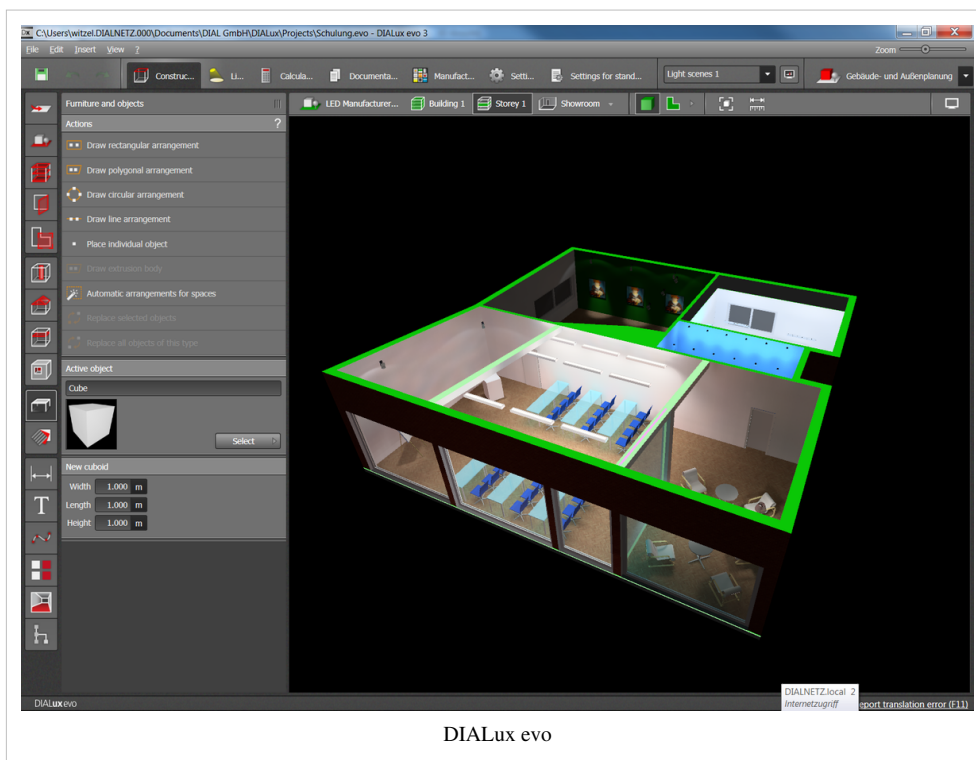 C:\Users\witzel.DIALNETZ.000\Documents\DIAL GmbH\DIALux\Projects\Schulung.evo - DIALux evo 3
File Edit Insert View ?
Zoom
Construc...
Li...
Calcula...
Documenta...
Manufact...
Setti...
Settings for stand...
Light scenes 1
Gebäude- und Außenplanung
Furniture and objects
LED Manufacturer...
Building 1
Storey 1
Showroom
Actions ?
Draw rectangular arrangement
Draw polygonal arrangement
Draw circular arrangement
Draw line arrangement
Place individual object
Draw extrusion body
Automatic arrangements for spaces
Replace selected objects
Replace all objects of this type
Active object
Cube
Select
New cuboid
Width 1.000 m
Length 1.000 m
Height 1.000 m
T
DIALNETZ.local 2
Internetzugriff
DIALux evo
eport translation error (F11)
DIALux evo